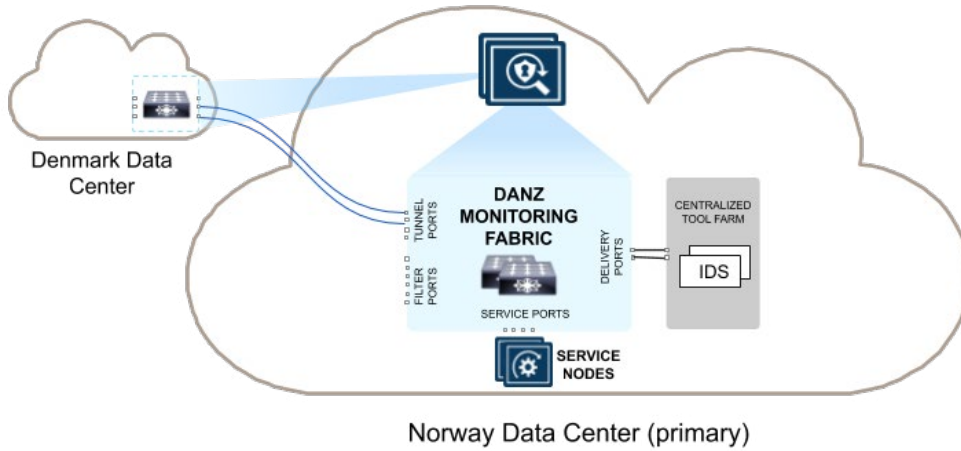 Denmark Data
Center
DANZ
MONITORING
FABRIC
TUNNEL
PORTS
FILTER
PORTS
DELIVERY
PORTS
SERVICE PORTS
CENTRALIZED
TOOL FARM
IDS
SERVICE
NODES
Norway Data Center (primary)